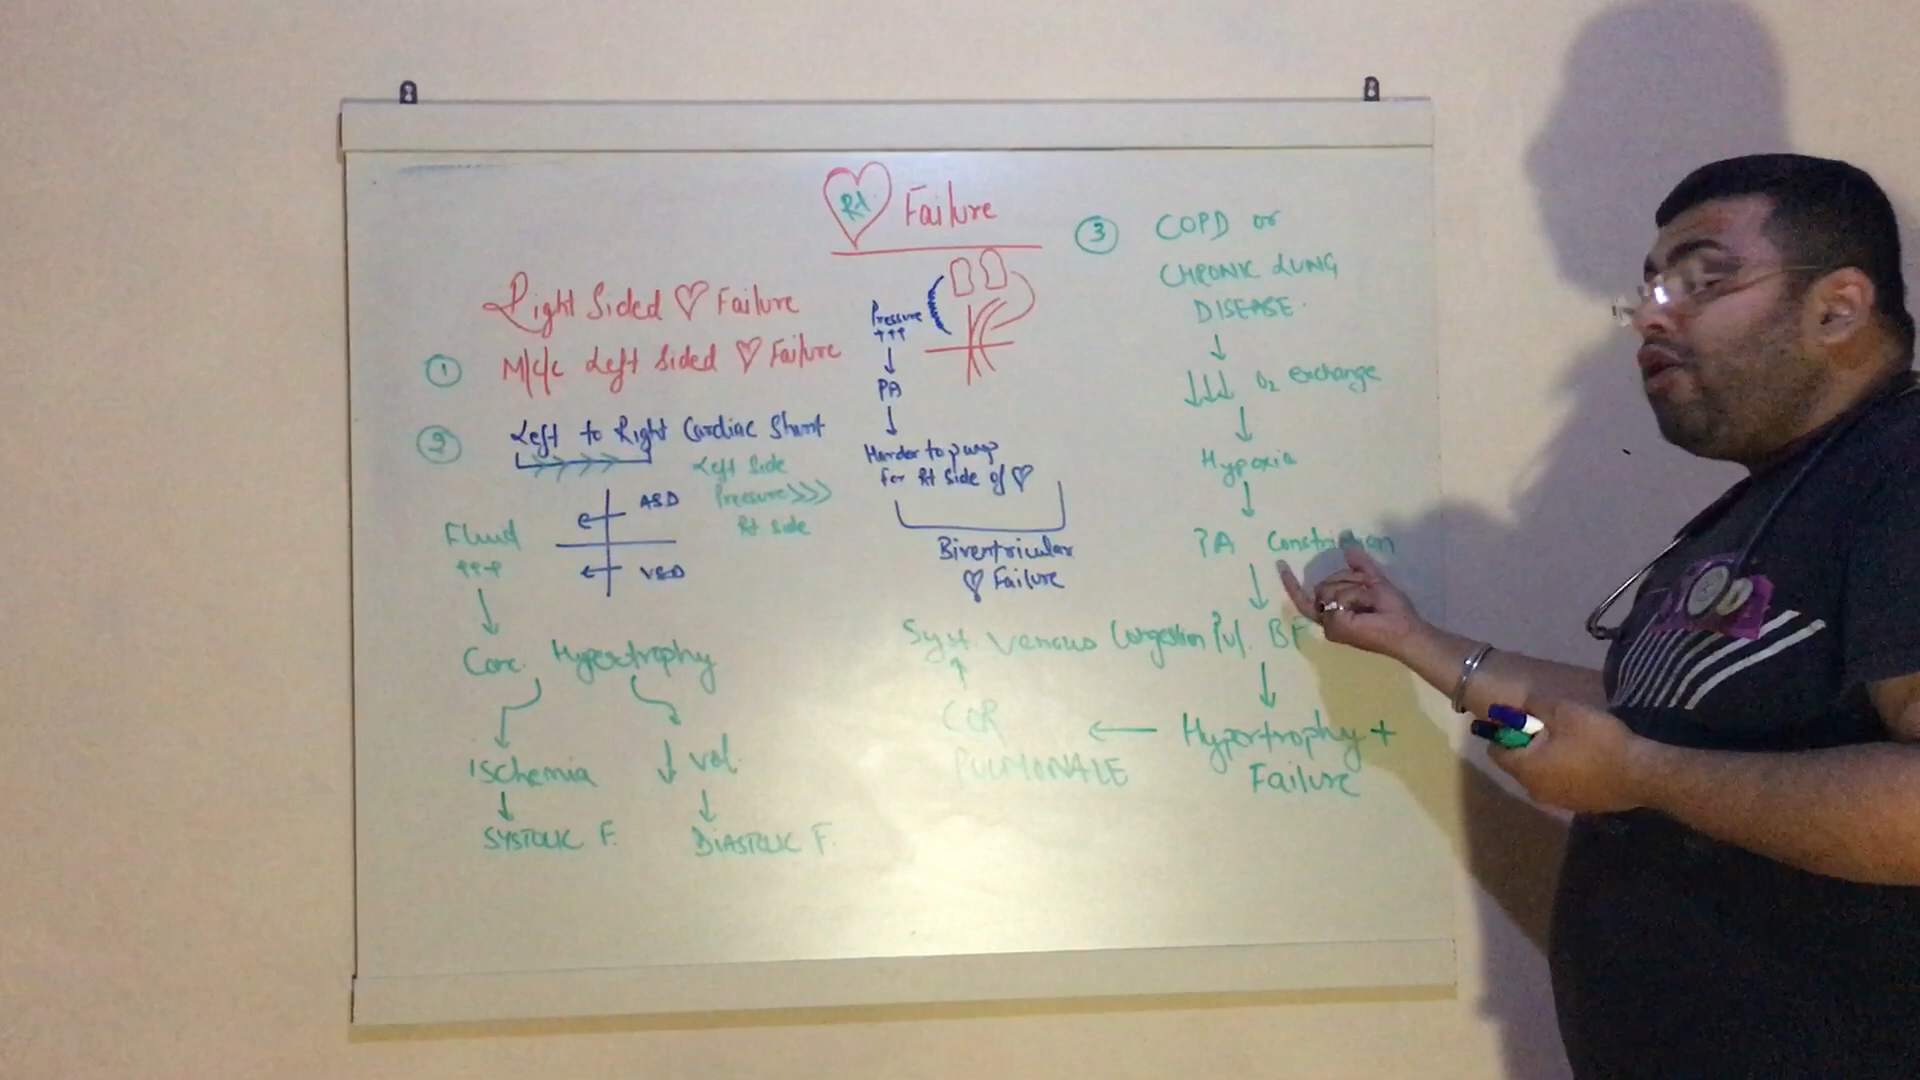 Rt. Failure
Right Sided ♡ Failure
① M/C/C Left Sided ♡ Failure
② Left to Right Cardiac Shunt
Left Side
Pressure >>>
Rt side
ASD
VSD
Fluid
↑↑↑
↓
Conc. Hypertrophy
Ischemia
↓
SYSTOLIC F.
↓ Vol.
↓
DIASTOLIC F.
Pressure
↑↑↑
↓
PA
↓
Harder to pump
for Rt Side of ♡
Biventricular
♡ Failure
③ COPD or
CHRONIC LUNG
DISEASE.
↓
↓↓↓ O2 exchange
↓
Hypoxia
↓
PA Constriction
↓
Pul. BF
↓
Hypertrophy +
Failure
←
COR
PULMONALE
↑
Syst. Venous Congestion